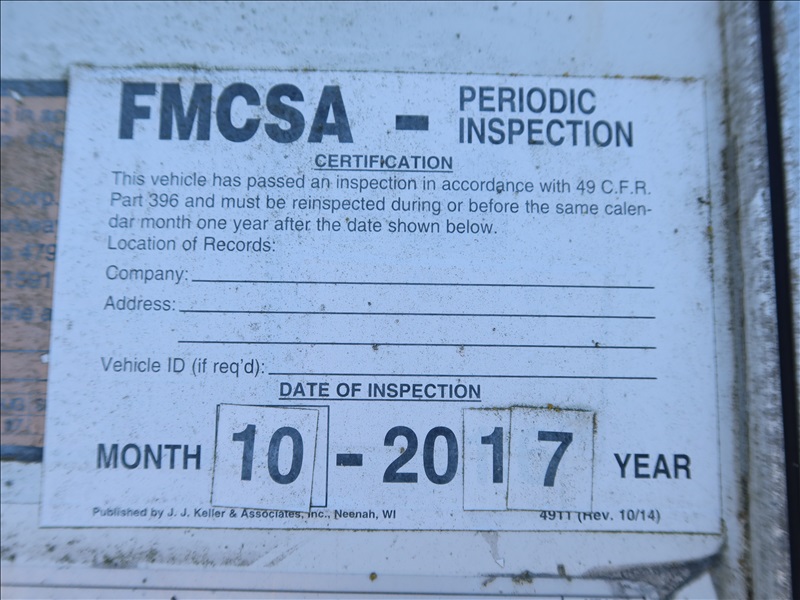 FMCSA - PERIODIC INSPECTION
CERTIFICATION
This vehicle has passed an inspection in accordance with 49 C.F.R.
Part 396 and must be reinspected during or before the same calen-
dar month one year after the date shown below.
Location of Records:
Company:
Address:
Vehicle ID (if req'd):
DATE OF INSPECTION
MONTH 10 - 2017 YEAR
Published by J. J. Keller & Associates, Inc., Neenah, WI 4911 (Rev. 10/14)